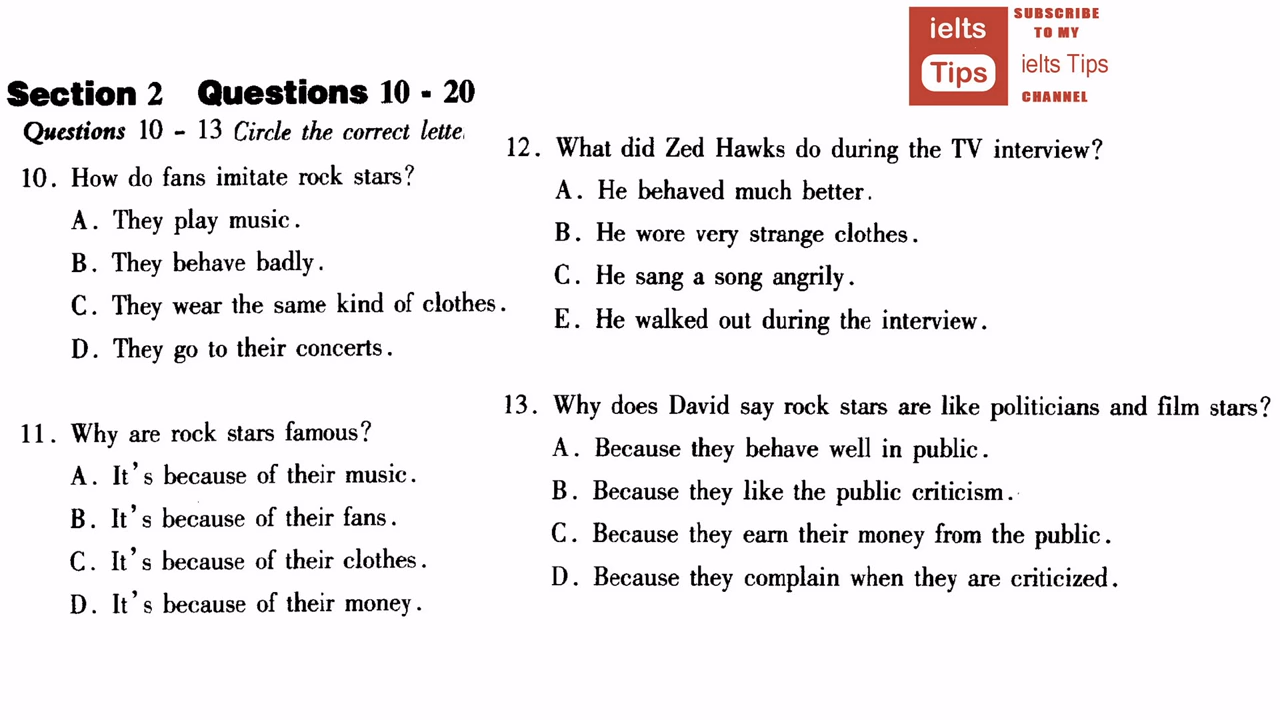 ielts
Tips
SUBSCRIBE
TO MY
ielts Tips
CHANNEL
Section 2 Questions 10 - 20
Questions 10 - 13 Circle the correct lette
10. How do fans imitate rock stars?
A. They play music.
B. They behave badly.
C. They wear the same kind of clothes.
D. They go to their concerts.
11. Why are rock stars famous?
A. It's because of their music.
B. It's because of their fans.
C. It's because of their clothes.
D. It's because of their money.
12. What did Zed Hawks do during the TV interview?
A. He behaved much better.
B. He wore very strange clothes.
C. He sang a song angrily.
E. He walked out during the interview.
13. Why does David say rock stars are like politicians and film stars?
A. Because they behave well in public.
B. Because they like the public criticism.
C. Because they earn their money from the public.
D. Because they complain when they are criticized.